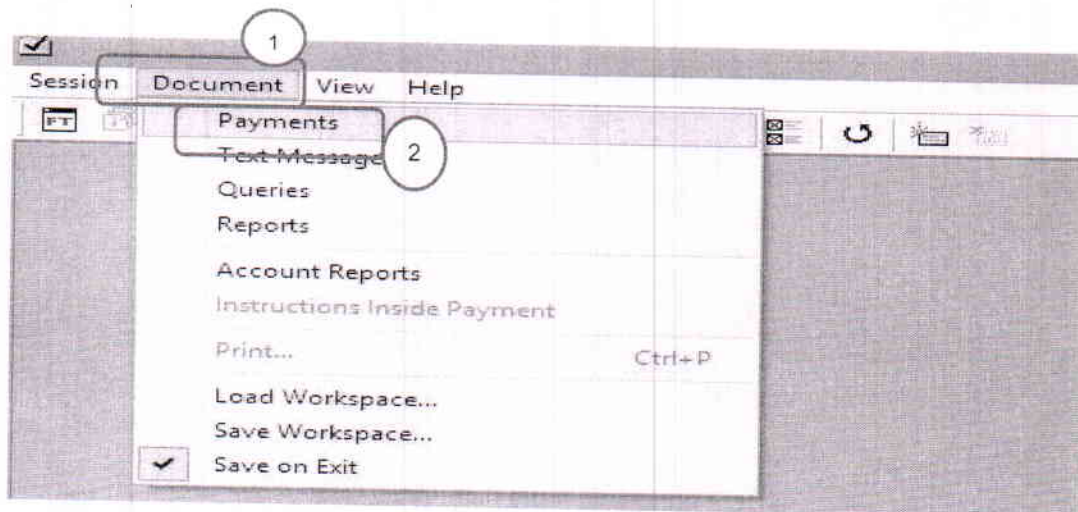 1
Session Document View Help
FT
Payments
2
Text Message
Queries
Reports
Account Reports
Instructions Inside Payment
Print... Ctrl+P
Load Workspace...
Save Workspace...
Save on Exit